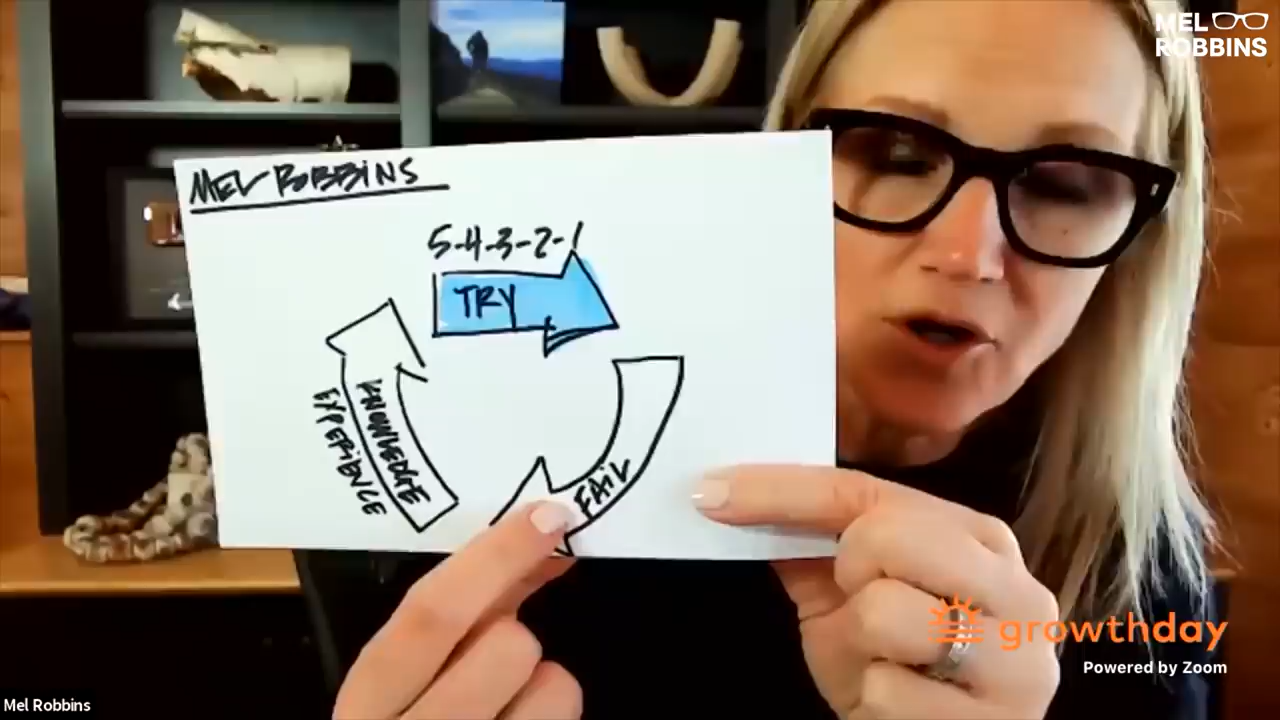 MEL ROBBINS
MEL
ROBBINS
5-4-3-2-1
TRY
KNOWLEDGE
EXPERIENCE
FAIL
growthday
Powered by Zoom
Mel Robbins